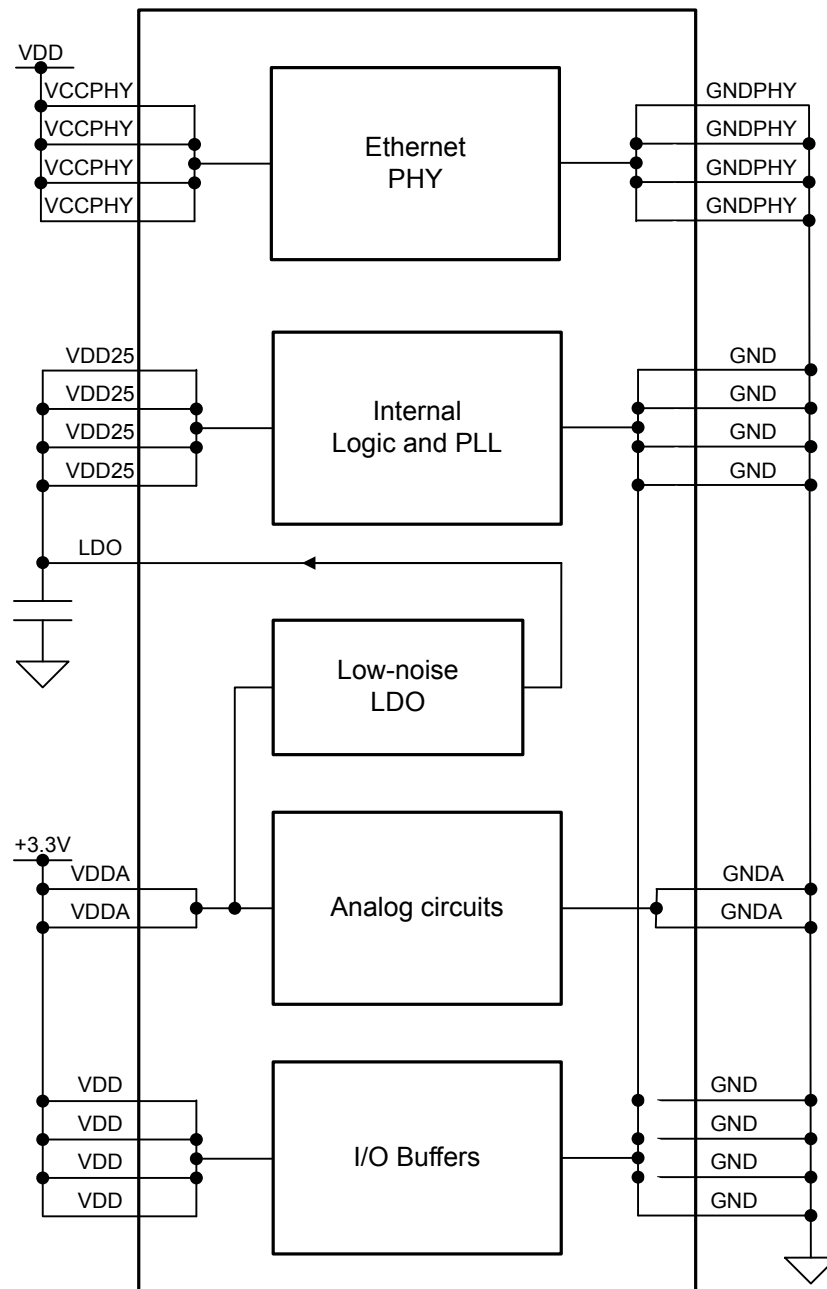 VDD
VCCPHY
VCCPHY
VCCPHY
VCCPHY
Ethernet
PHY
GNDPHY
GNDPHY
GNDPHY
GNDPHY
VDD25
VDD25
VDD25
VDD25
Internal
Logic and PLL
GND
GND
GND
GND
LDO
Low-noise
LDO
+3.3V
VDDA
VDDA
Analog circuits
GNDA
GNDA
VDD
VDD
VDD
VDD
I/O Buffers
GND
GND
GND
GND